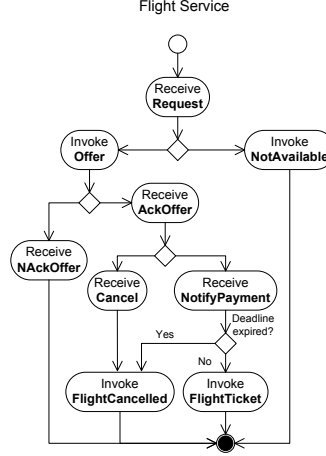 Flight Service
Receive
Request
Invoke
Offer
Invoke
NotAvailable
Receive
AckOffer
Receive
NAckOffer
Receive
Cancel
Receive
NotifyPayment
Deadline
expired?
Yes
No
Invoke
FlightCancelled
Invoke
FlightTicket